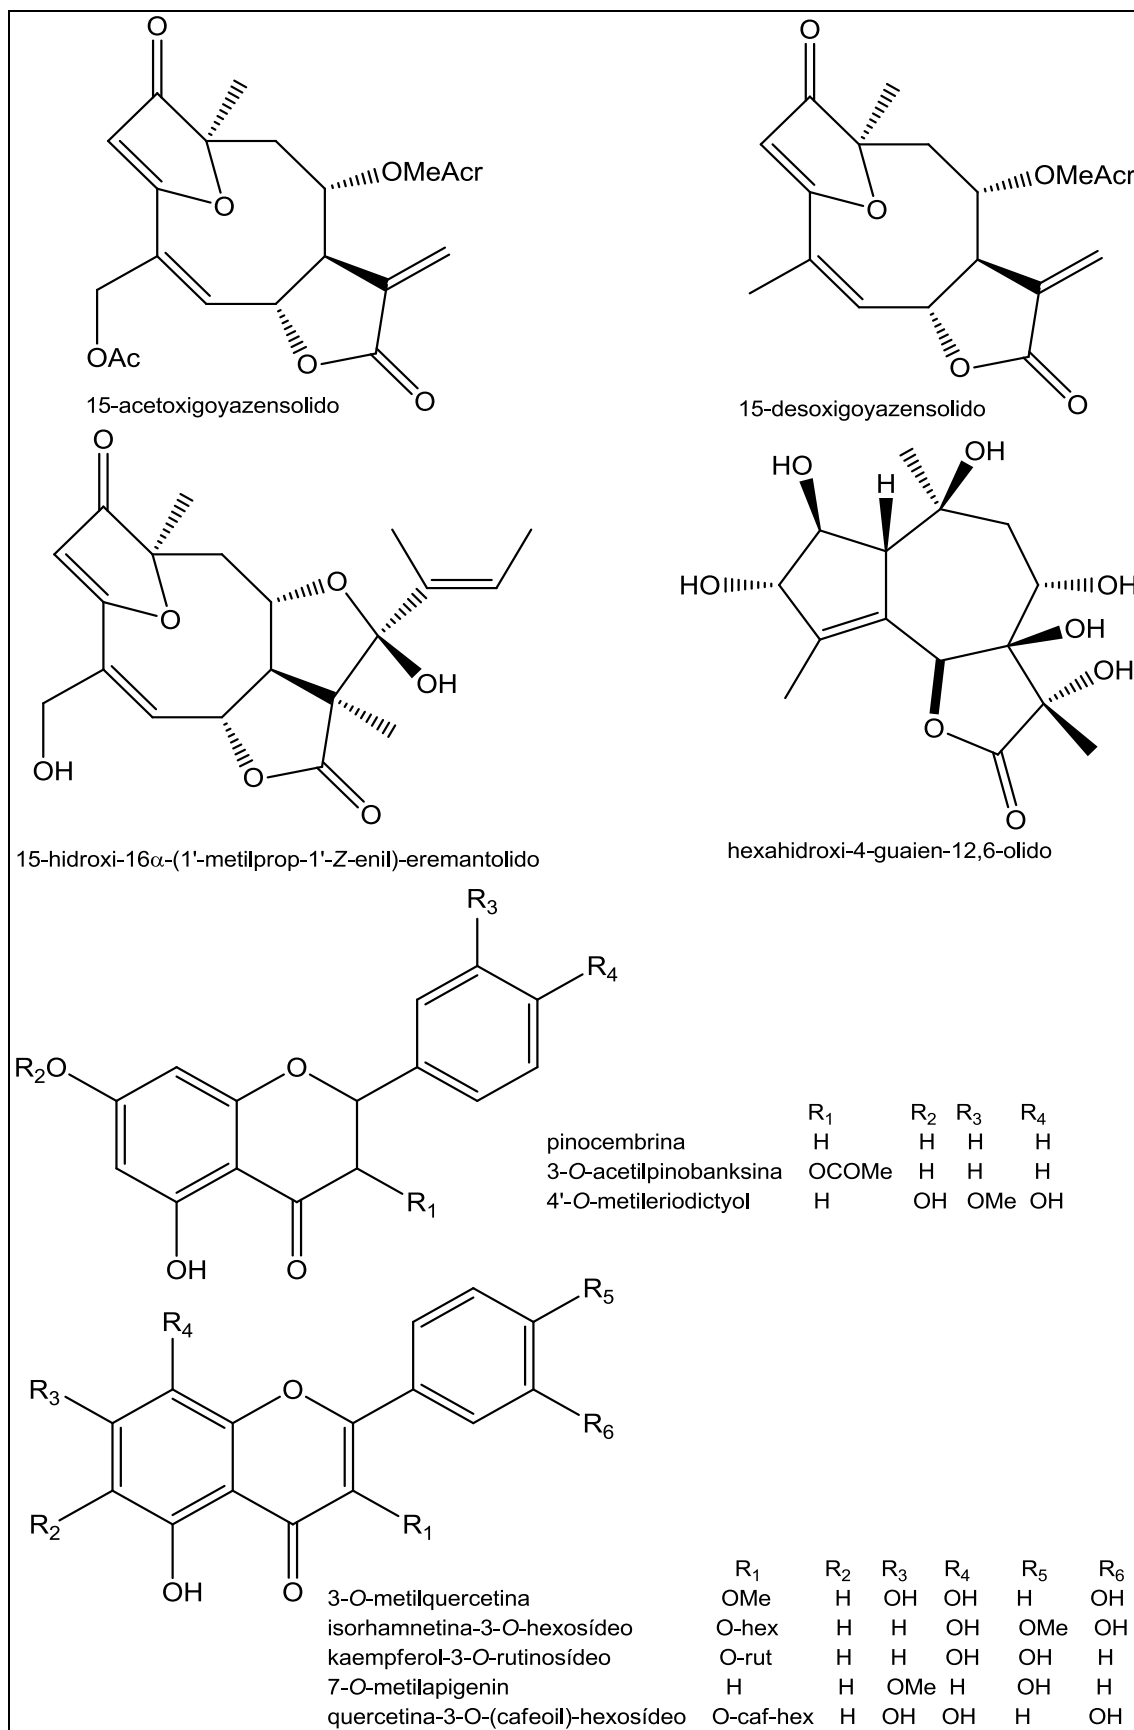 O
O
OMeAcr
OMeAcr
O
O
OAc
O
O
O
O
15-acetoxigoyazensolido
15-desoxigoyazensolido
O
HO
OH
H
O
O
HO
OH
OH
OH
OH
O
O
OH
O
O
15-hidroxi-16α-(1'-metilprop-1'-Z-enil)-eremantolido
hexahidroxi-4-guaien-12,6-olido
R3
R4
R2O
O
R1
OH
O
R1 R2 R3 R4
pinocembrina H H H H
3-O-acetilpinobanksina OCOMe H H H
4'-O-metileriodictyol H OH OMe OH
R4
R5
R3
O
R6
R2
R1
OH
O
R1 R2 R3 R4 R5 R6
3-O-metilquercetina OMe H OH OH H OH
isorhamnetina-3-O-hexosídeo O-hex H H OH OMe OH
kaempferol-3-O-rutinosídeo O-rut H H OH OH H
7-O-metilapigenin H H OMe H OH H
quercetina-3-O-(cafeoil)-hexosídeo O-caf-hex H OH OH H OH